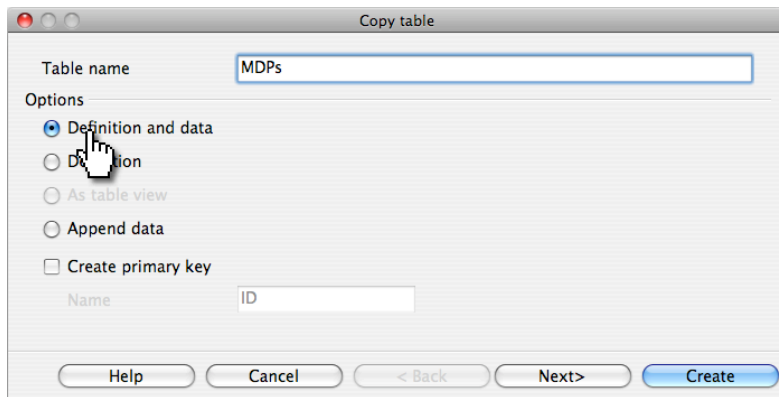 Copy table
Table name MDPs
Options
Definition and data
As table view
Append data
Create primary key
Name ID
Help Cancel < Back Next> Create